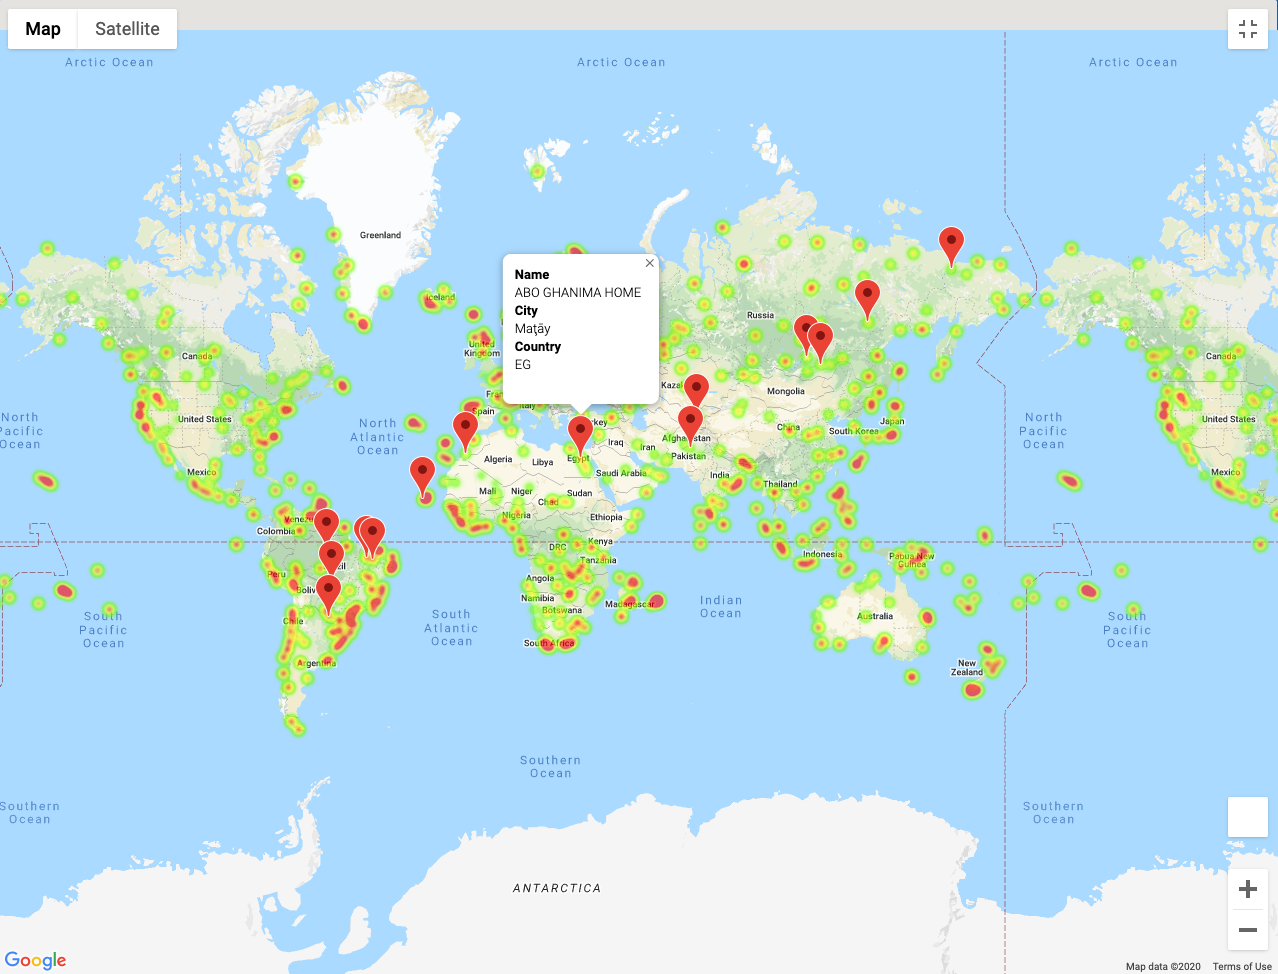 Map Satellite
Arctic Ocean
Arctic Ocean
Arctic Ocean
Greenland
Iceland
Name
ABO GHANIMA HOME
City
Maţāy
Country
EG
Russia
Canada
United
Kingdom
Canada
Mongolia
Spain
Italy
United States
North
Atlantic
Ocean
North
Pacific
Ocean
North
Pacific
Ocean
United States
China
South Korea
Japan
Afghanistan
Iraq
Iran
Pakistan
Algeria
Libya
Egypt
Saudi Arabia
India
Mexico
Mexico
Mali
Niger
Chad
Sudan
Thailand
Nigeria
Ethiopia
Colombia
Kenya
DRC
Indonesia
Papua New
Guinea
Tanzania
Peru
Angola
Namibia
Botswana
Madagascar
Indian
Ocean
Australia
South
Pacific
Ocean
Chile
South
Atlantic
Ocean
South
Pacific
Ocean
South Africa
Argentina
New
Zealand
Southern
Ocean
Southern
Ocean
Southern
Ocean
ANTARCTICA
Google
Map data ©2020 Terms of Use